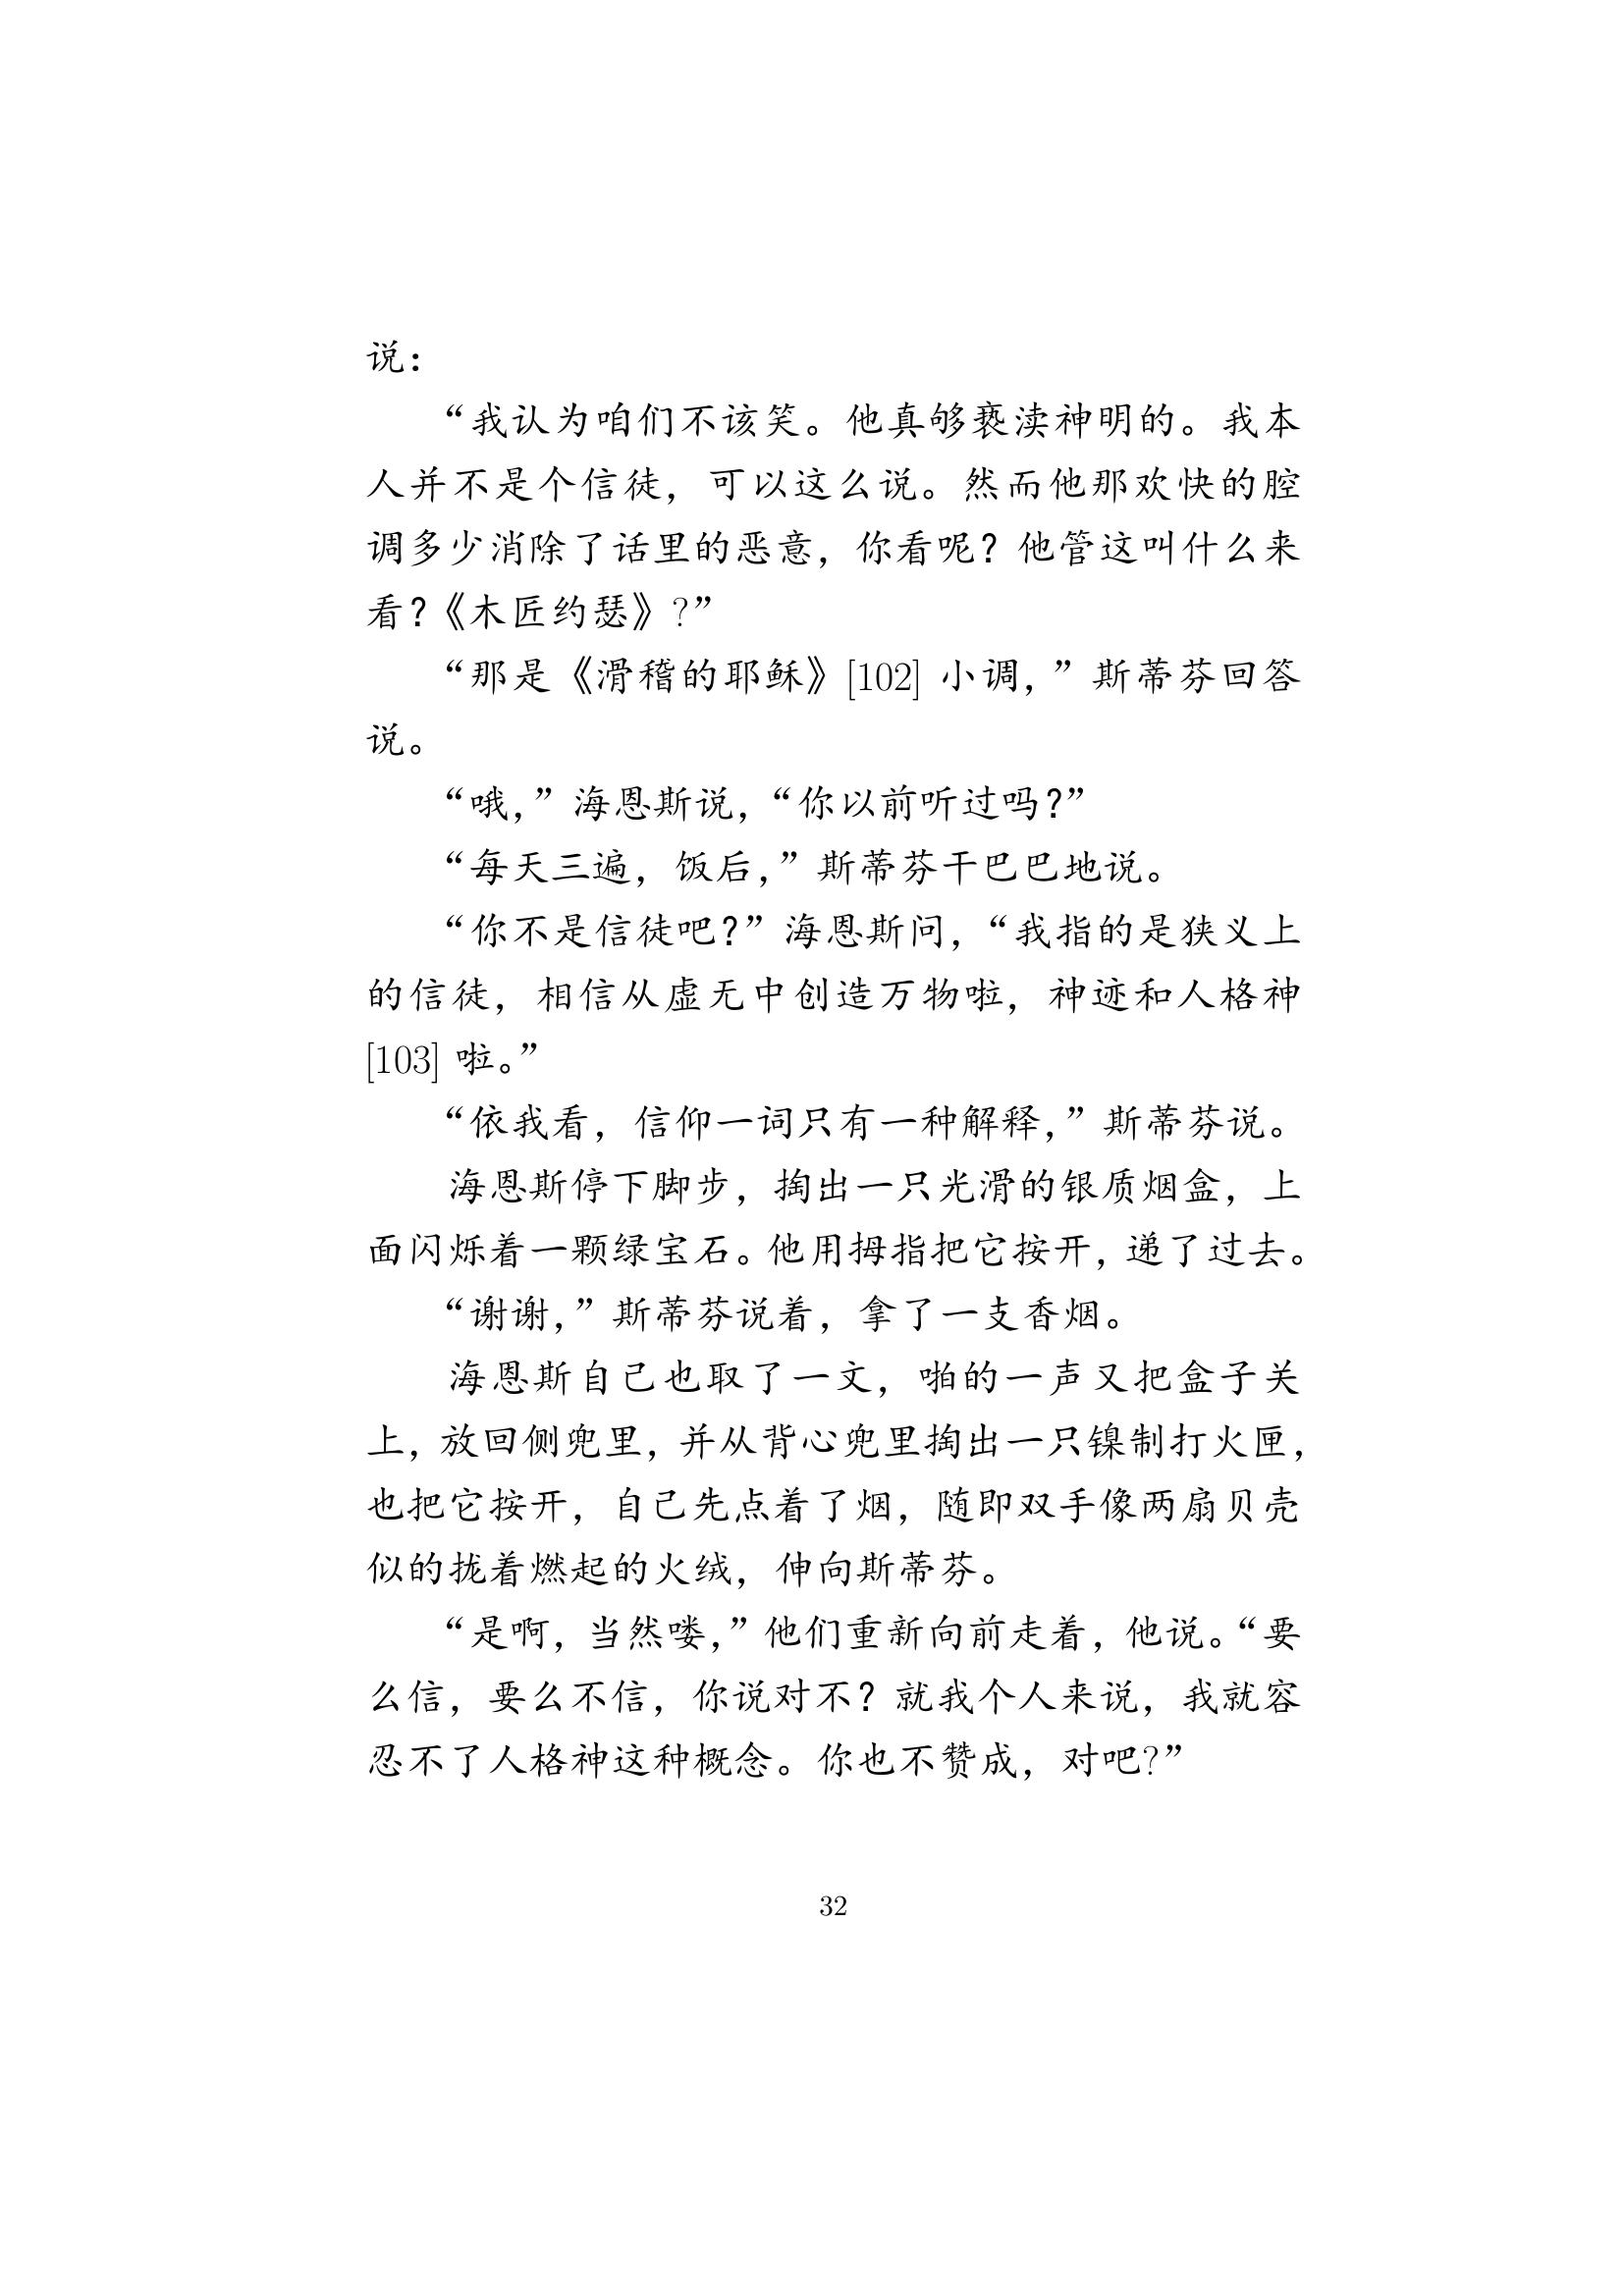 说：
“我认为咱们不该笑。他真够亵渎神明的。我本
人并不是个信徒，可以这么说。然而他那欢快的腔
调多少消除了话里的恶意，你看呢？他管这叫什么来
看？《木匠约瑟》?”
“那是《滑稽的耶稣》[102] 小调，”斯蒂芬回答
说。
“哦，”海恩斯说，“你以前听过吗？”
“每天三遍，饭后，”斯蒂芬干巴巴地说。
“你不是信徒吧？”海恩斯问，“我指的是狭义上
的信徒，相信从虚无中创造万物啦，神迹和人格神
[103] 啦。”
“依我看，信仰一词只有一种解释，”斯蒂芬说。
海恩斯停下脚步，掏出一只光滑的银质烟盒，上
面闪烁着一颗绿宝石。他用拇指把它按开，递了过去。
“谢谢，”斯蒂芬说着，拿了一支香烟。
海恩斯自己也取了一文，啪的一声又把盒子关
上，放回侧兜里，并从背心兜里掏出一只镍制打火匣，
也把它按开，自己先点着了烟，随即双手像两扇贝壳
似的拢着燃起的火绒，伸向斯蒂芬。
“是啊，当然喽，”他们重新向前走着，他说。“要
么信，要么不信，你说对不？就我个人来说，我就容
忍不了人格神这种概念。你也不赞成，对吧?”
32